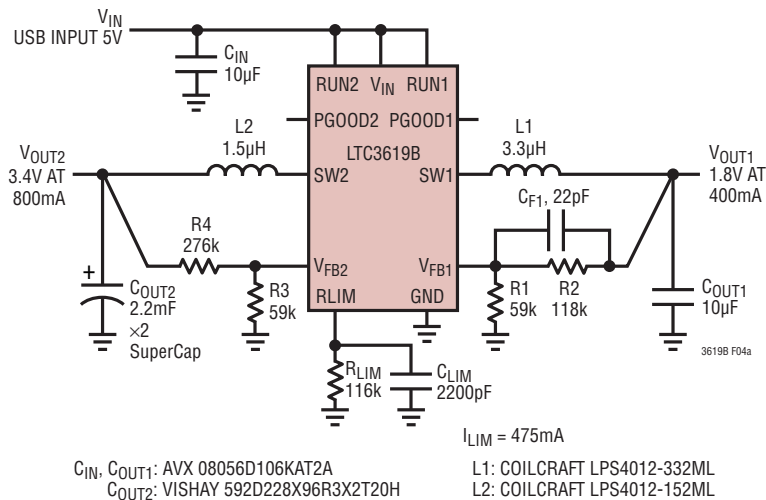 VIN
USB INPUT 5V
CIN
10µF
RUN2 VIN RUN1
PGOOD2 PGOOD1
LTC3619B
L2
1.5µH
L1
3.3µH
VOUT2
3.4V AT
800mA
SW2 SW1
VOUT1
1.8V AT
400mA
CF1, 22pF
R4
276k
VFB2 VFB1
+
COUT2
2.2mF
×2
SuperCap
R3
59k
RLIM GND
R1
59k
R2
118k
COUT1
10µF
3619B F04a
RLIM
116k
CLIM
2200pF
ILIM = 475mA
CIN, COUT1: AVX 08056D106KAT2A
COUT2: VISHAY 592D228X96R3X2T20H
L1: COILCRAFT LPS4012-332ML
L2: COILCRAFT LPS4012-152ML